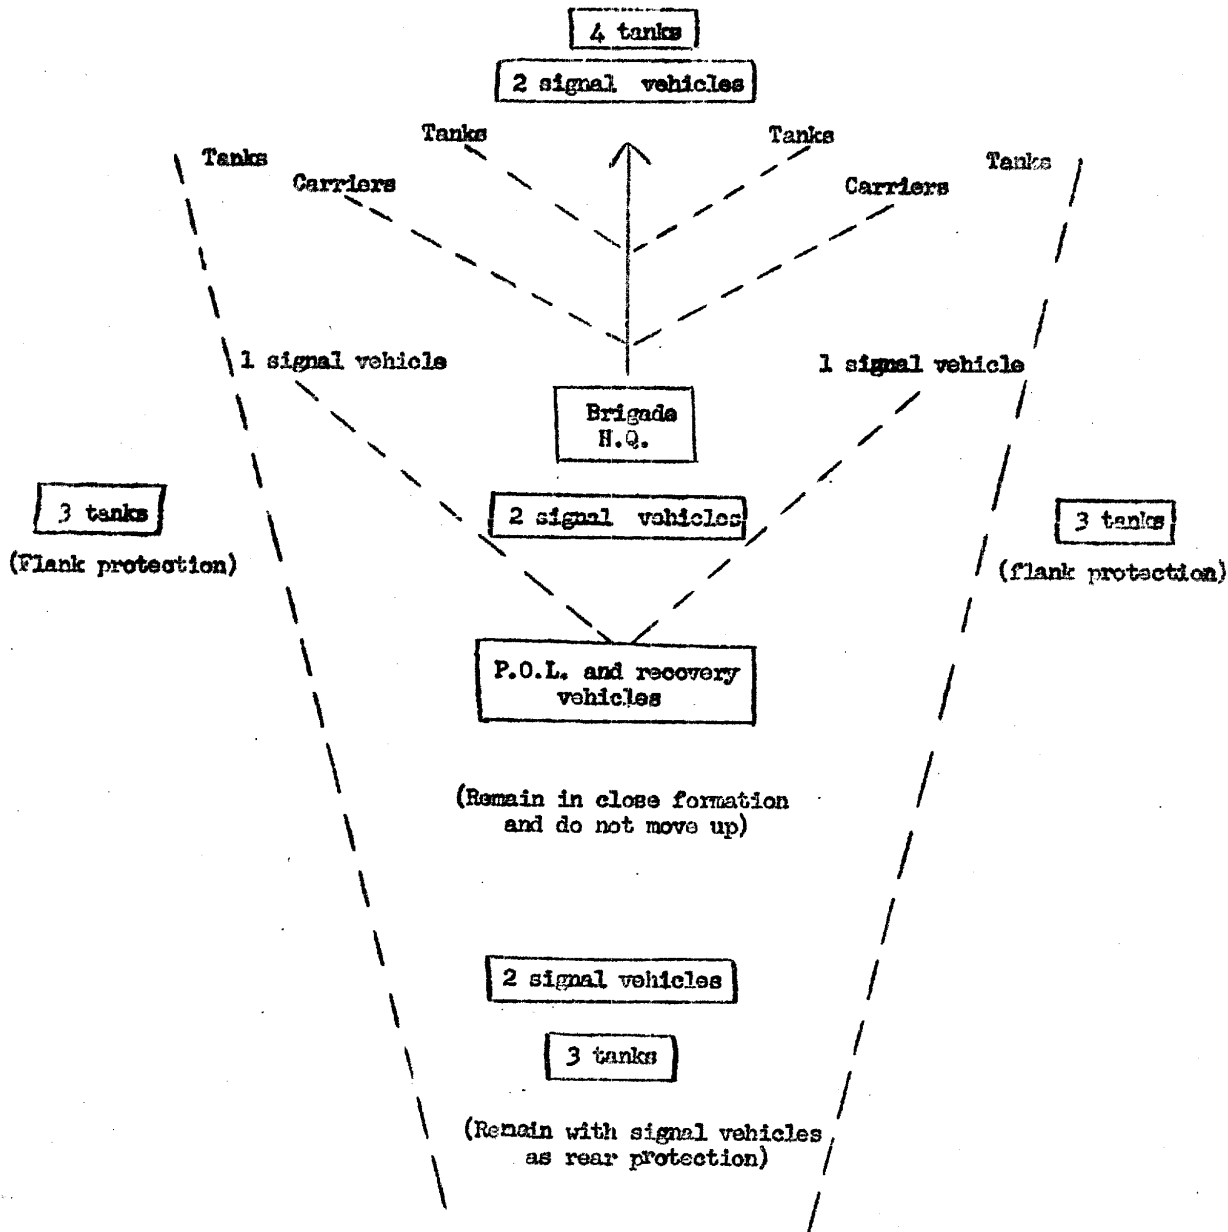 4 tanks
2 signal vehicles
Tanks
Tanks
Tanks
Tanks
Carriers
Carriers
1 signal vehicle
1 signal vehicle
Brigade
H.Q.
3 tanks
2 signal vehicles
3 tanks
(Flank protection)
(flank protection)
P.O.L. and recovery
vehicles
(Remain in close formation
and do not move up)
2 signal vehicles
3 tanks
(Remain with signal vehicles
as rear protection)